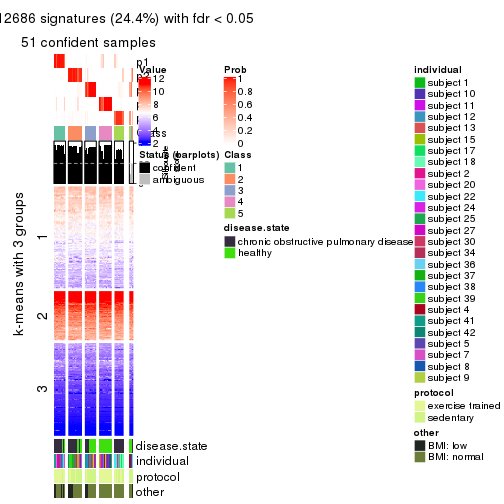 12686 signatures (24.4%) with fdr < 0.05
51 confident samples
p1
Value
12
10
8
6
4
2
Prob
1
0.8
0.6
0.4
0.2
0
Status (barplots)
confident
ambiguous
Class
1
2
3
4
5
disease.state
chronic obstructive pulmonary disease
healthy
k-means with 3 groups
1
2
3
disease.state
individual
protocol
other
individual
subject 1
subject 10
subject 11
subject 12
subject 13
subject 15
subject 17
subject 18
subject 2
subject 20
subject 22
subject 24
subject 25
subject 27
subject 30
subject 34
subject 36
subject 37
subject 38
subject 39
subject 4
subject 41
subject 42
subject 5
subject 7
subject 8
subject 9
protocol
exercise trained
sedentary
other
BMI: low
BMI: normal